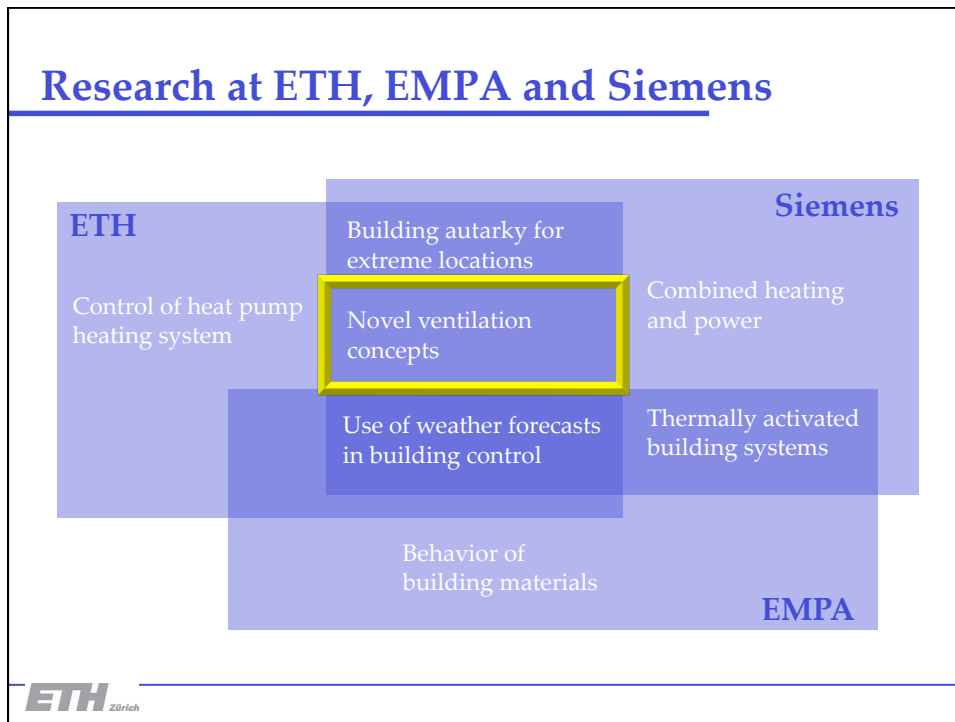 Research at ETH, EMPA and Siemens
ETH
Siemens
Building autarky for
extreme locations
Control of heat pump
heating system
Novel ventilation
concepts
Combined heating
and power
Use of weather forecasts
in building control
Thermally activated
building systems
Behavior of
building materials
EMPA
ETH Zürich